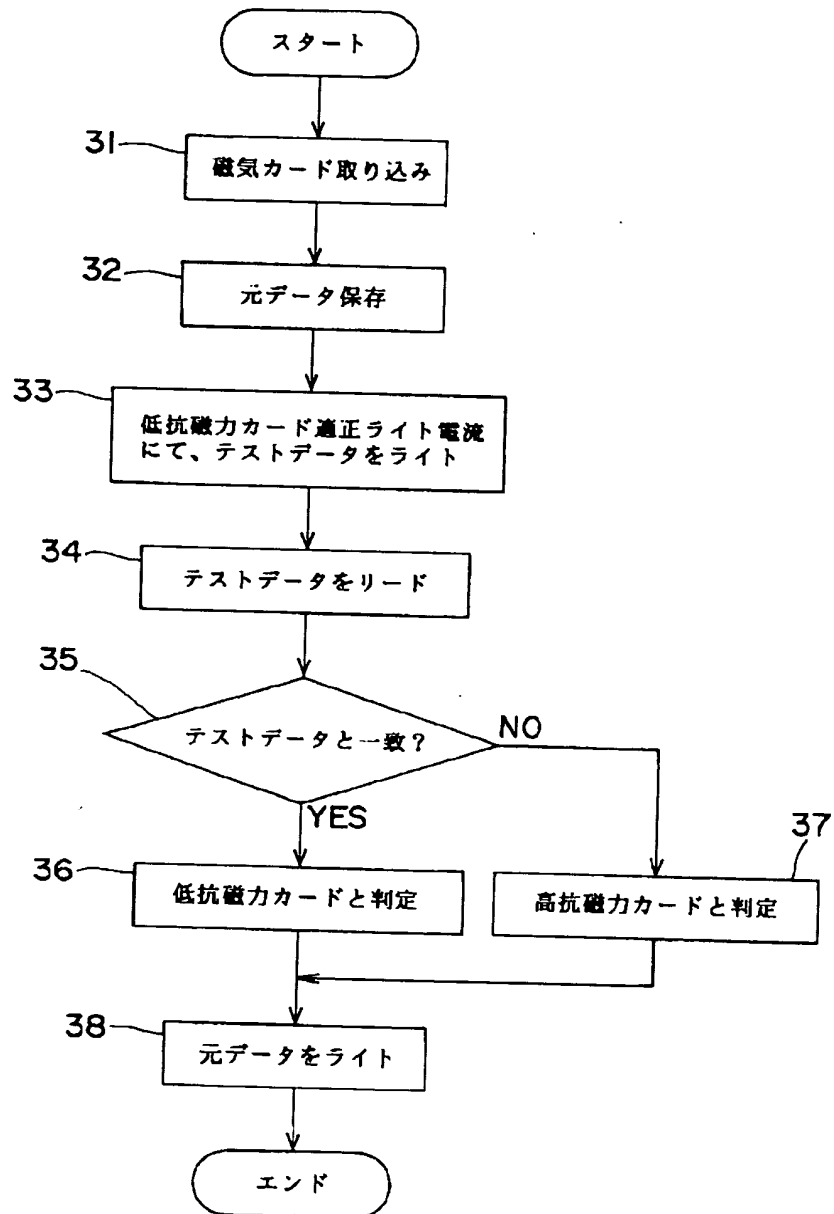 スタート
31
磁気カード取り込み
32
元データ保存
33
低抗磁力カード適正ライト電流
にて、テストデータをライト
34
テストデータをリード
35
テストデータと一致?
NO
YES
36
低抗磁力カードと判定
37
高抗磁力カードと判定
38
元データをライト
エンド